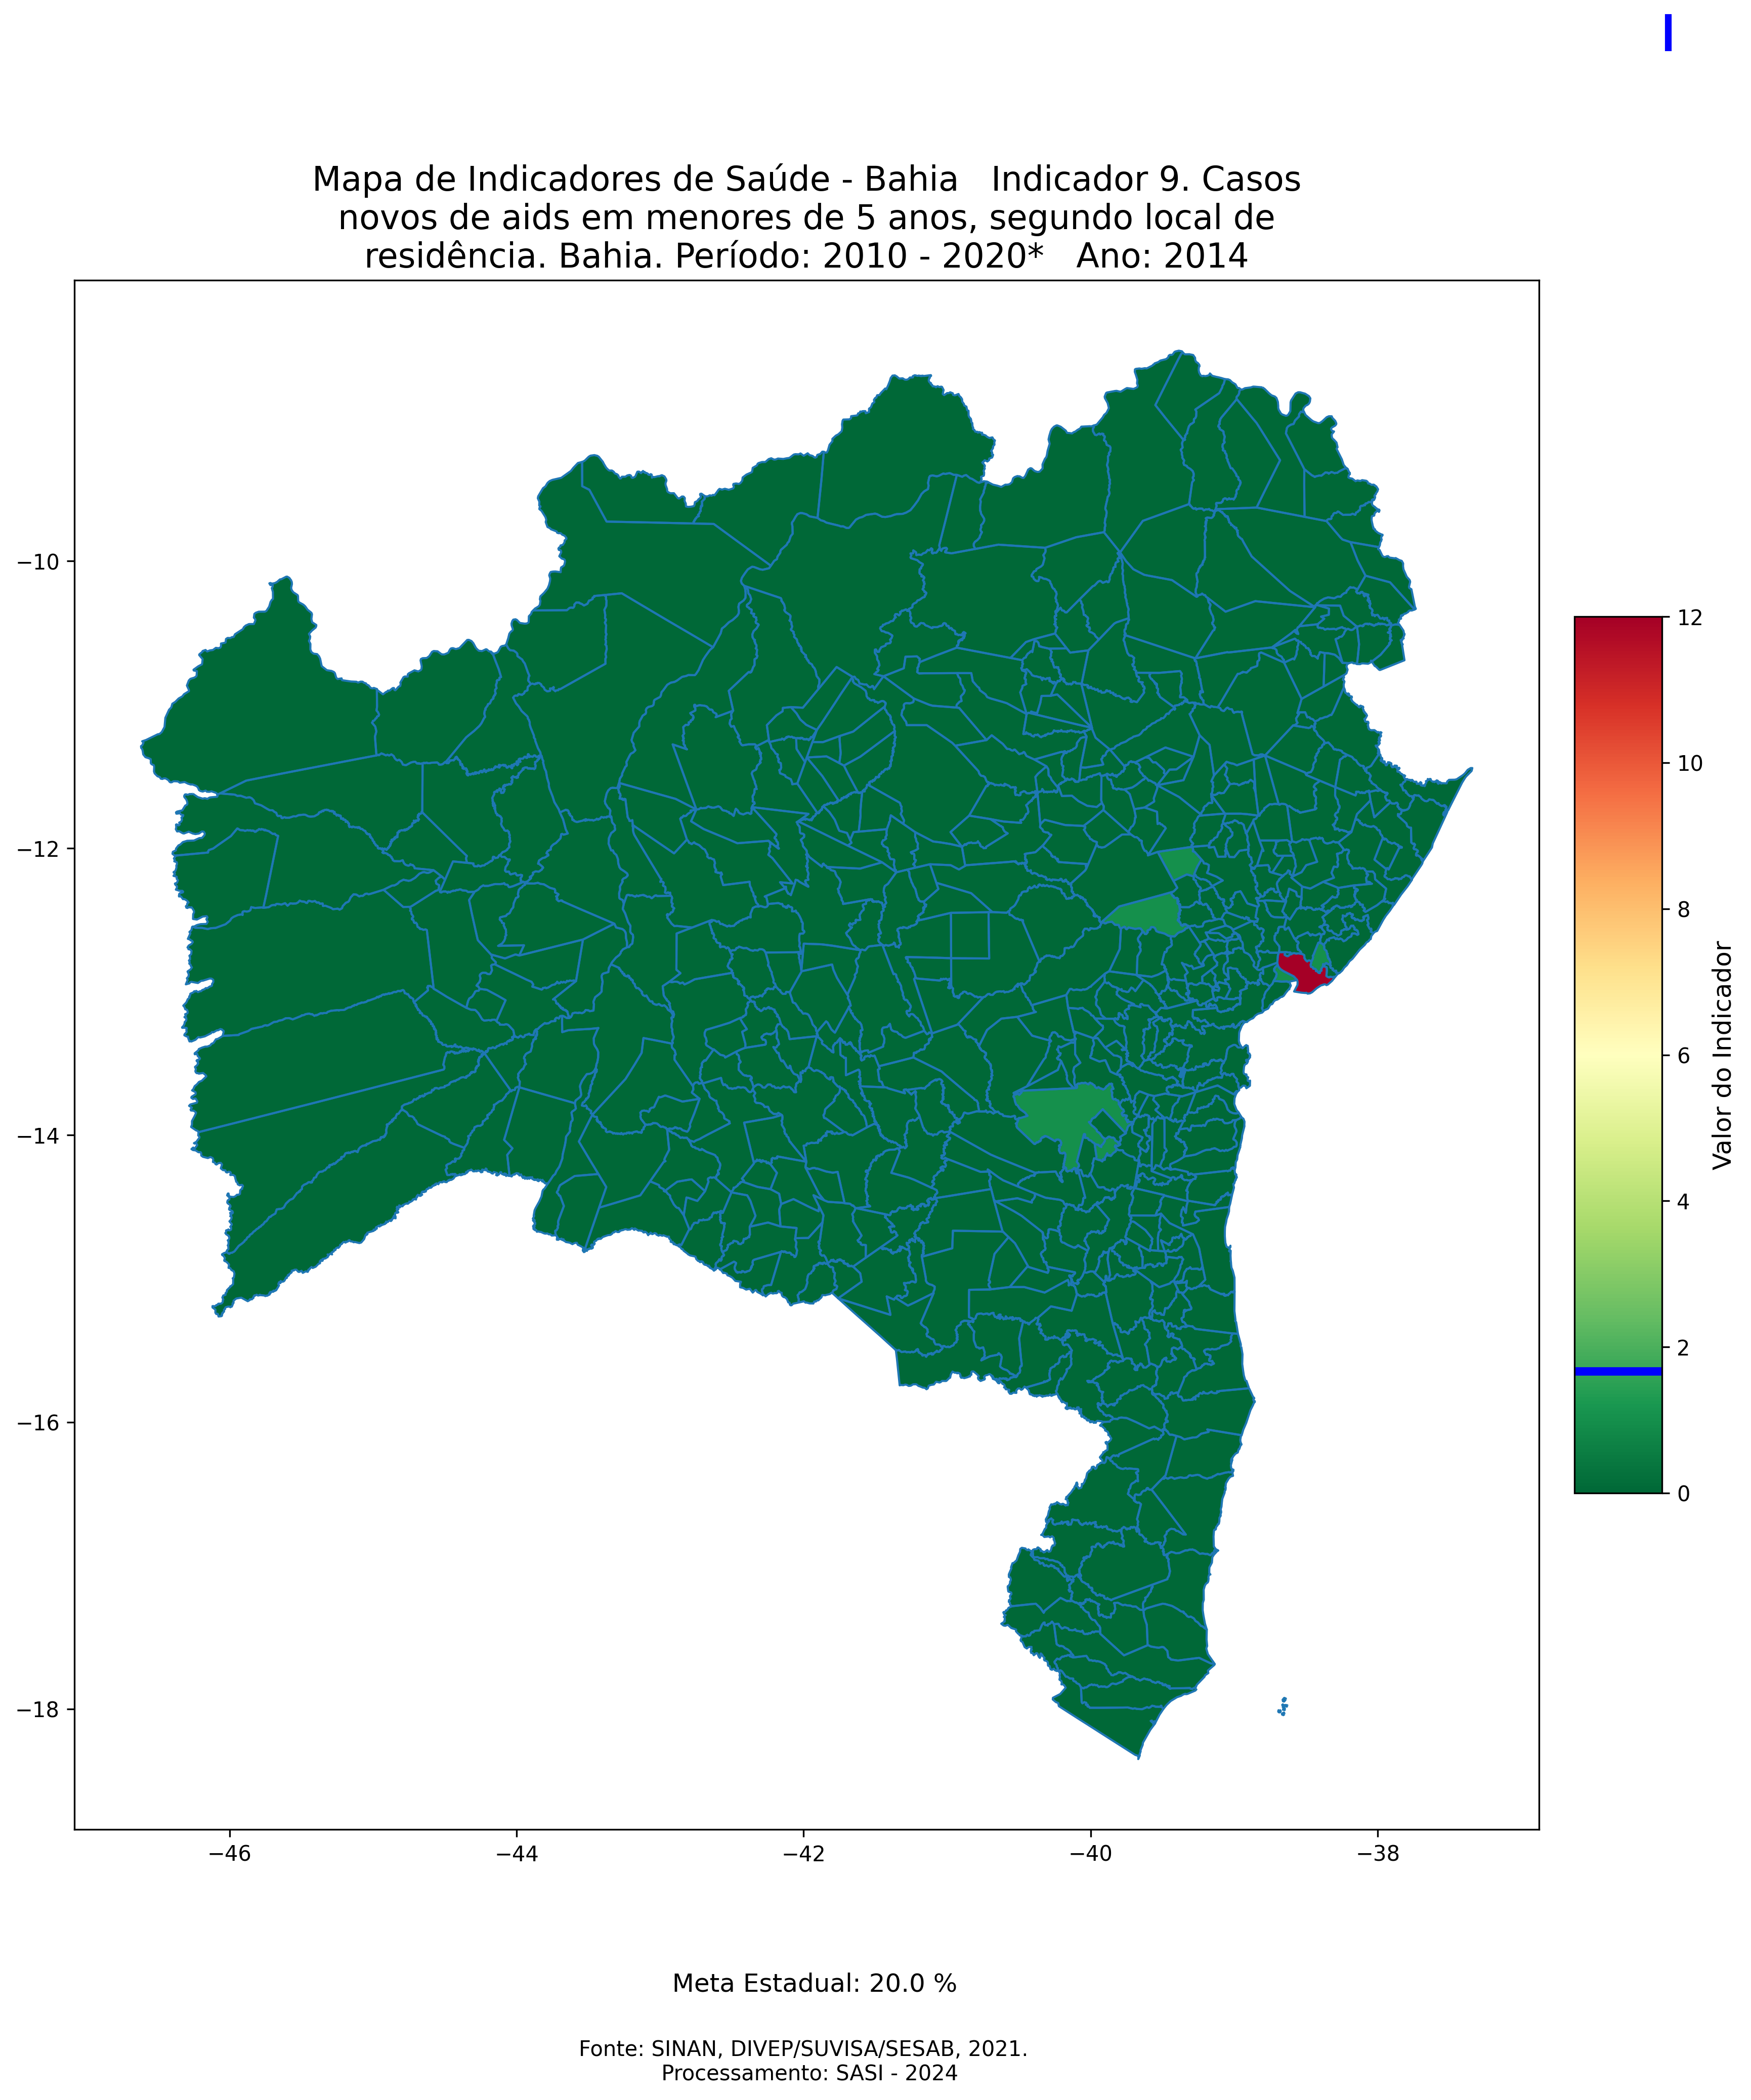 Mapa de Indicadores de Saúde - Bahia   Indicador 9. Casos
novos de aids em menores de 5 anos, segundo local de
residência. Bahia. Período: 2010 - 2020*   Ano: 2014
−10
−12
−14
−16
−18
−46
−44
−42
−40
−38
12
10
8
6
4
2
0
Valor do Indicador
Meta Estadual: 20.0 %
Fonte: SINAN, DIVEP/SUVISA/SESAB, 2021.
Processamento: SASI - 2024